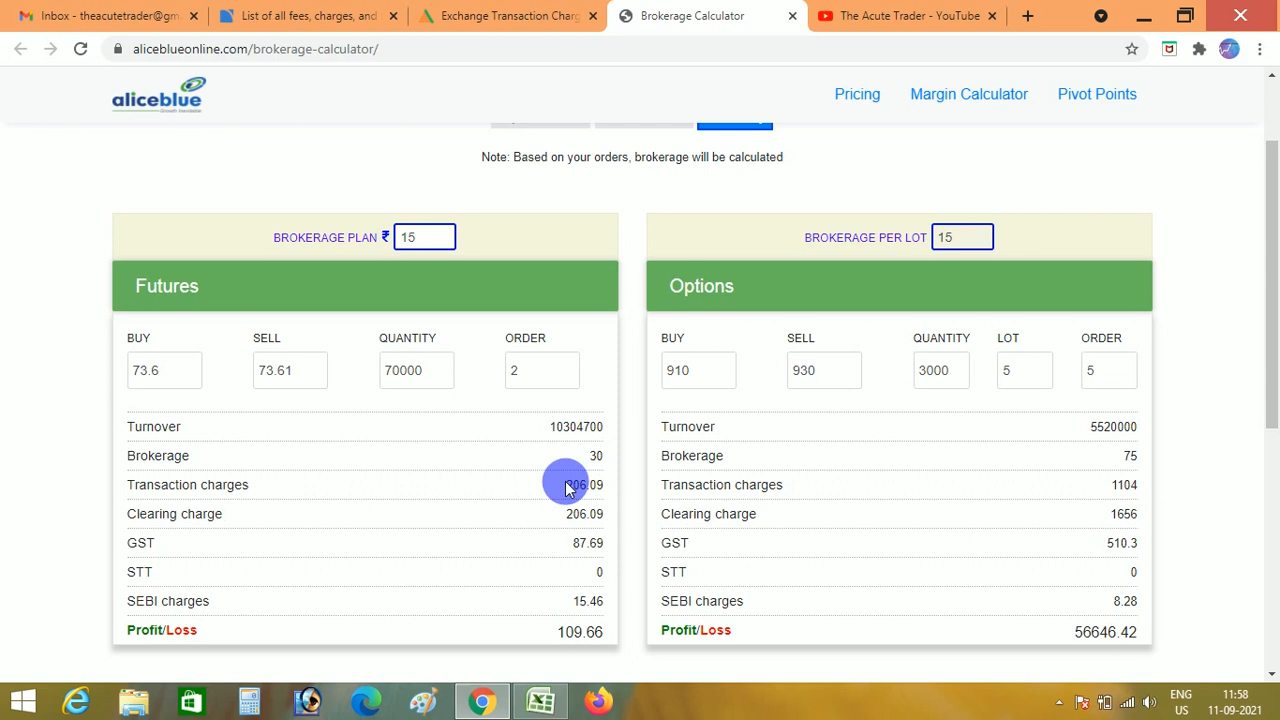 Inbox - theacutetrader@gm
List of all fees, charges, and
Exchange Transaction Charg
Brokerage Calculator
The Acute Trader - YouTube
aliceblueonline.com/brokerage-calculator/
aliceblue
Pricing
Margin Calculator
Pivot Points
Note: Based on your orders, brokerage will be calculated
BROKERAGE PLAN ₹ 15
BROKERAGE PER LOT 15
Futures
Options
BUY SELL QUANTITY ORDER
73.6 73.61 70000 2
Turnover 10304700
Brokerage 30
Transaction charges 206.09
Clearing charge 206.09
GST 87.69
STT 0
SEBI charges 15.46
Profit/Loss 109.66
BUY SELL QUANTITY LOT ORDER
910 930 3000 5 5
Turnover 5520000
Brokerage 75
Transaction charges 1104
Clearing charge 1656
GST 510.3
STT 0
SEBI charges 8.28
Profit/Loss 56646.42
ENG
US
11:58
11-09-2021